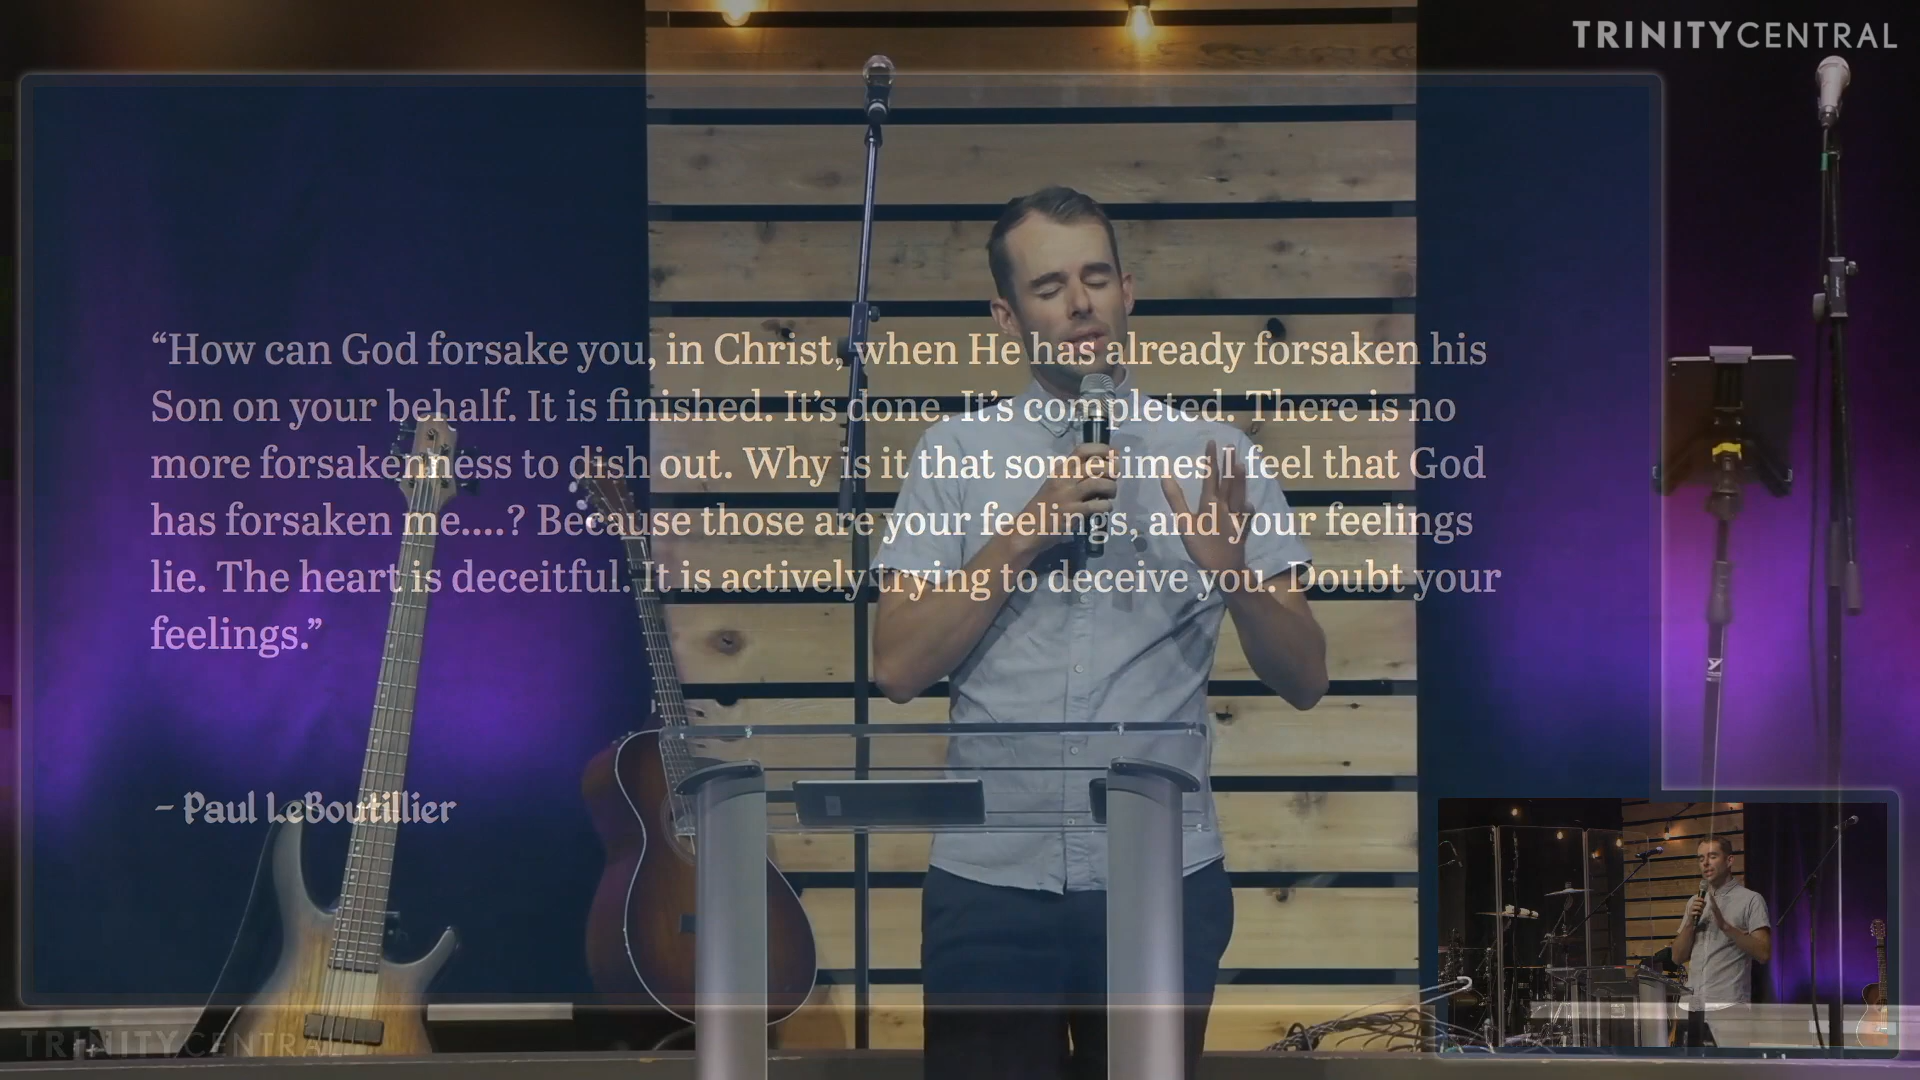 TRINITYCENTRAL
“How can God forsake you, in Christ, when He has already forsaken his
Son on your behalf. It is finished. It’s done. It’s completed. There is no
more forsakenness to dish out. Why is it that sometimes I feel that God
has forsaken me....? Because those are your feelings, and your feelings
lie. The heart is deceitful. It is actively trying to deceive you. Doubt your
feelings.”
– Paul LeBoutillier
TRINITYCENTRAL